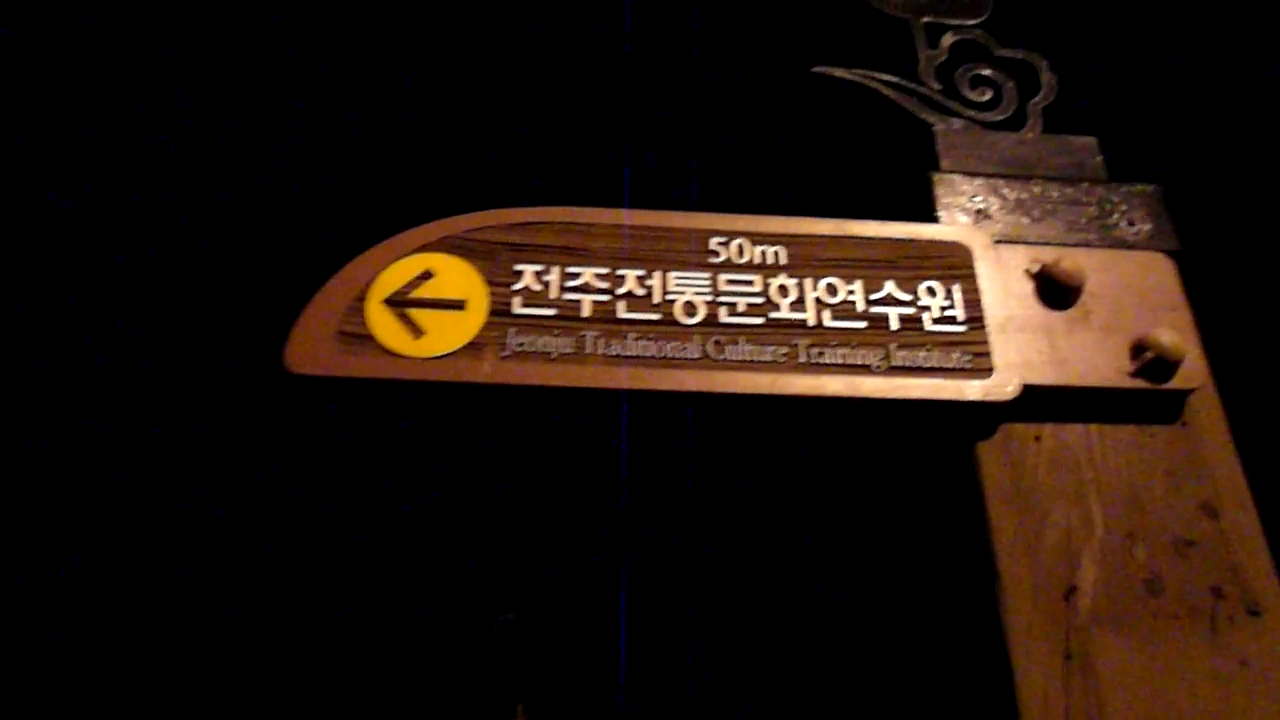 50m
전주전통문화연수원
Jeonju Traditional Culture Training Institute